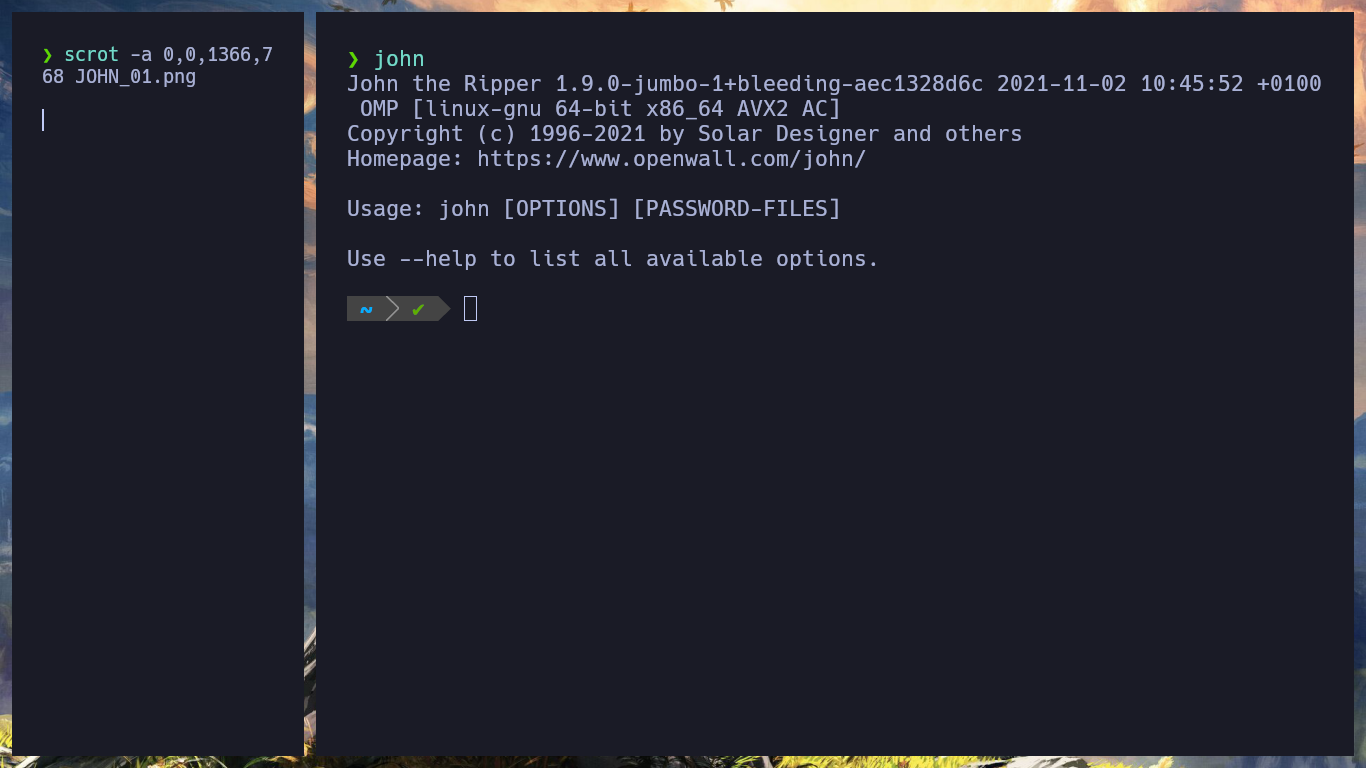 ❯ scrot -a 0,0,1366,7
68 JOHN_01.png
❯ john
John the Ripper 1.9.0-jumbo-1+bleeding-aec1328d6c 2021-11-02 10:45:52 +0100
 OMP [linux-gnu 64-bit x86_64 AVX2 AC]
Copyright (c) 1996-2021 by Solar Designer and others
Homepage: https://www.openwall.com/john/
Usage: john [OPTIONS] [PASSWORD-FILES]
Use --help to list all available options.
~ ✔